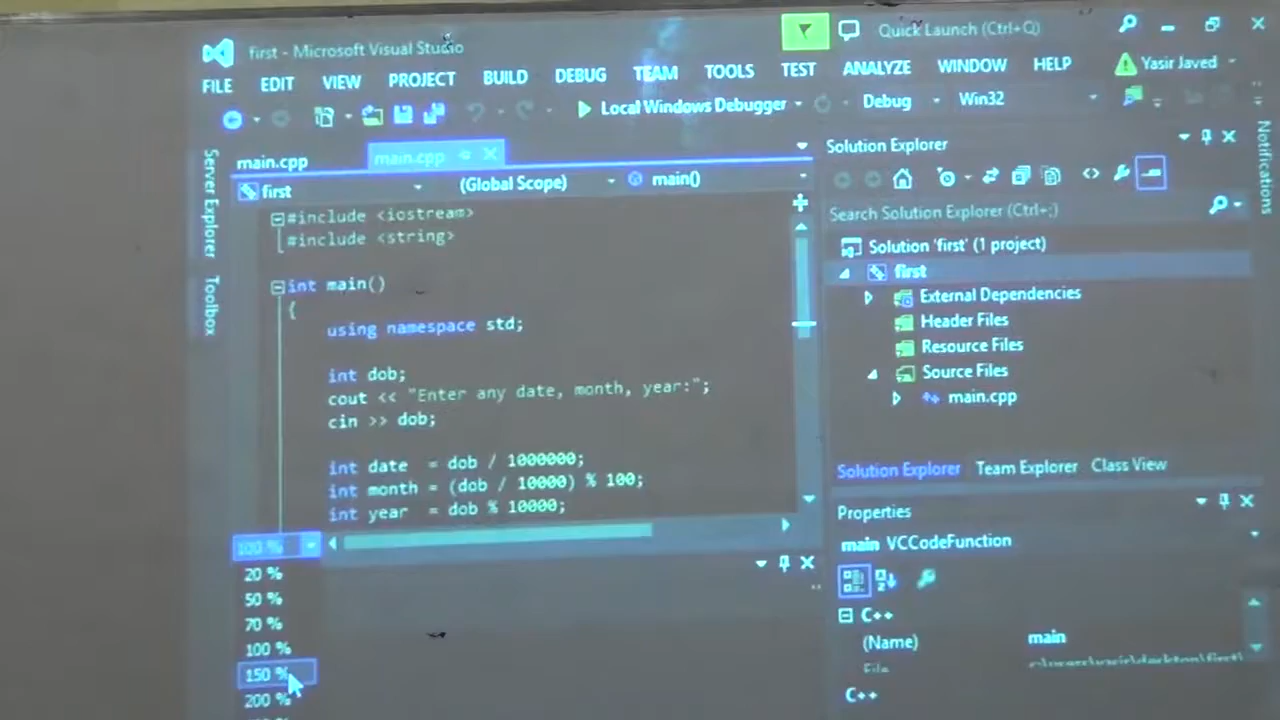 first - Microsoft Visual Studio
Quick Launch (Ctrl+Q)
FILE EDIT VIEW PROJECT BUILD DEBUG TEAM TOOLS TEST ANALYZE WINDOW HELP
Yasir Javed
Local Windows Debugger
Debug
Win32
Server Explorer
Toolbox
Notifications
main.cpp
main.cpp
first
(Global Scope)
main()
#include <iostream>
#include <string>
int main()
{
using namespace std;
int dob;
cout << "Enter any date, month, year:";
cin >> dob;
int date = dob / 1000000;
int month = (dob / 10000) % 100;
int year = dob % 10000;
100 %
20 %
50 %
70 %
100 %
150 %
200 %
Solution Explorer
Search Solution Explorer (Ctrl+;)
Solution 'first' (1 project)
first
External Dependencies
Header Files
Resource Files
Source Files
main.cpp
Solution Explorer Team Explorer Class View
Properties
main VCCodeFunction
C++
(Name) main
File
C++